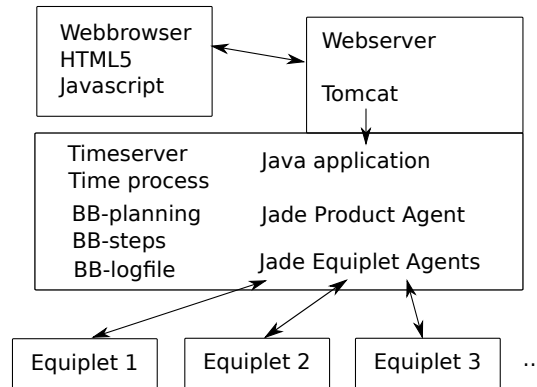 Webbrowser
HTML5
Javascript
Webserver
Tomcat
Timeserver
Time process
BB-planning
BB-steps
BB-logfile
Java application
Jade Product Agent
Jade Equiplet Agents
Equiplet 1
Equiplet 2
Equiplet 3
..